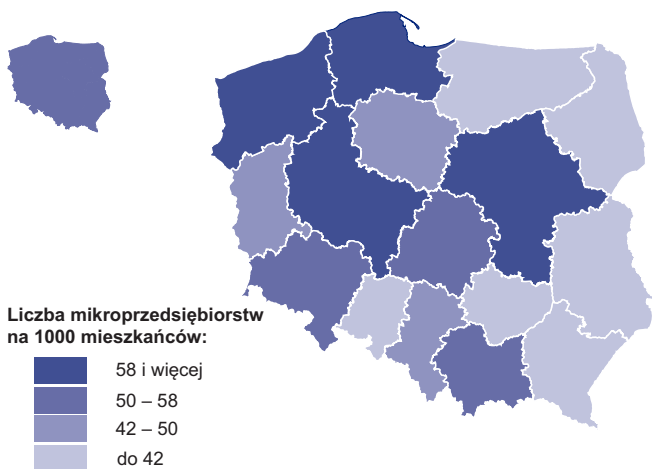 Liczba mikroprzedsiębiorstw
na 1000 mieszkańców:
58 i więcej
50 – 58
42 – 50
do 42